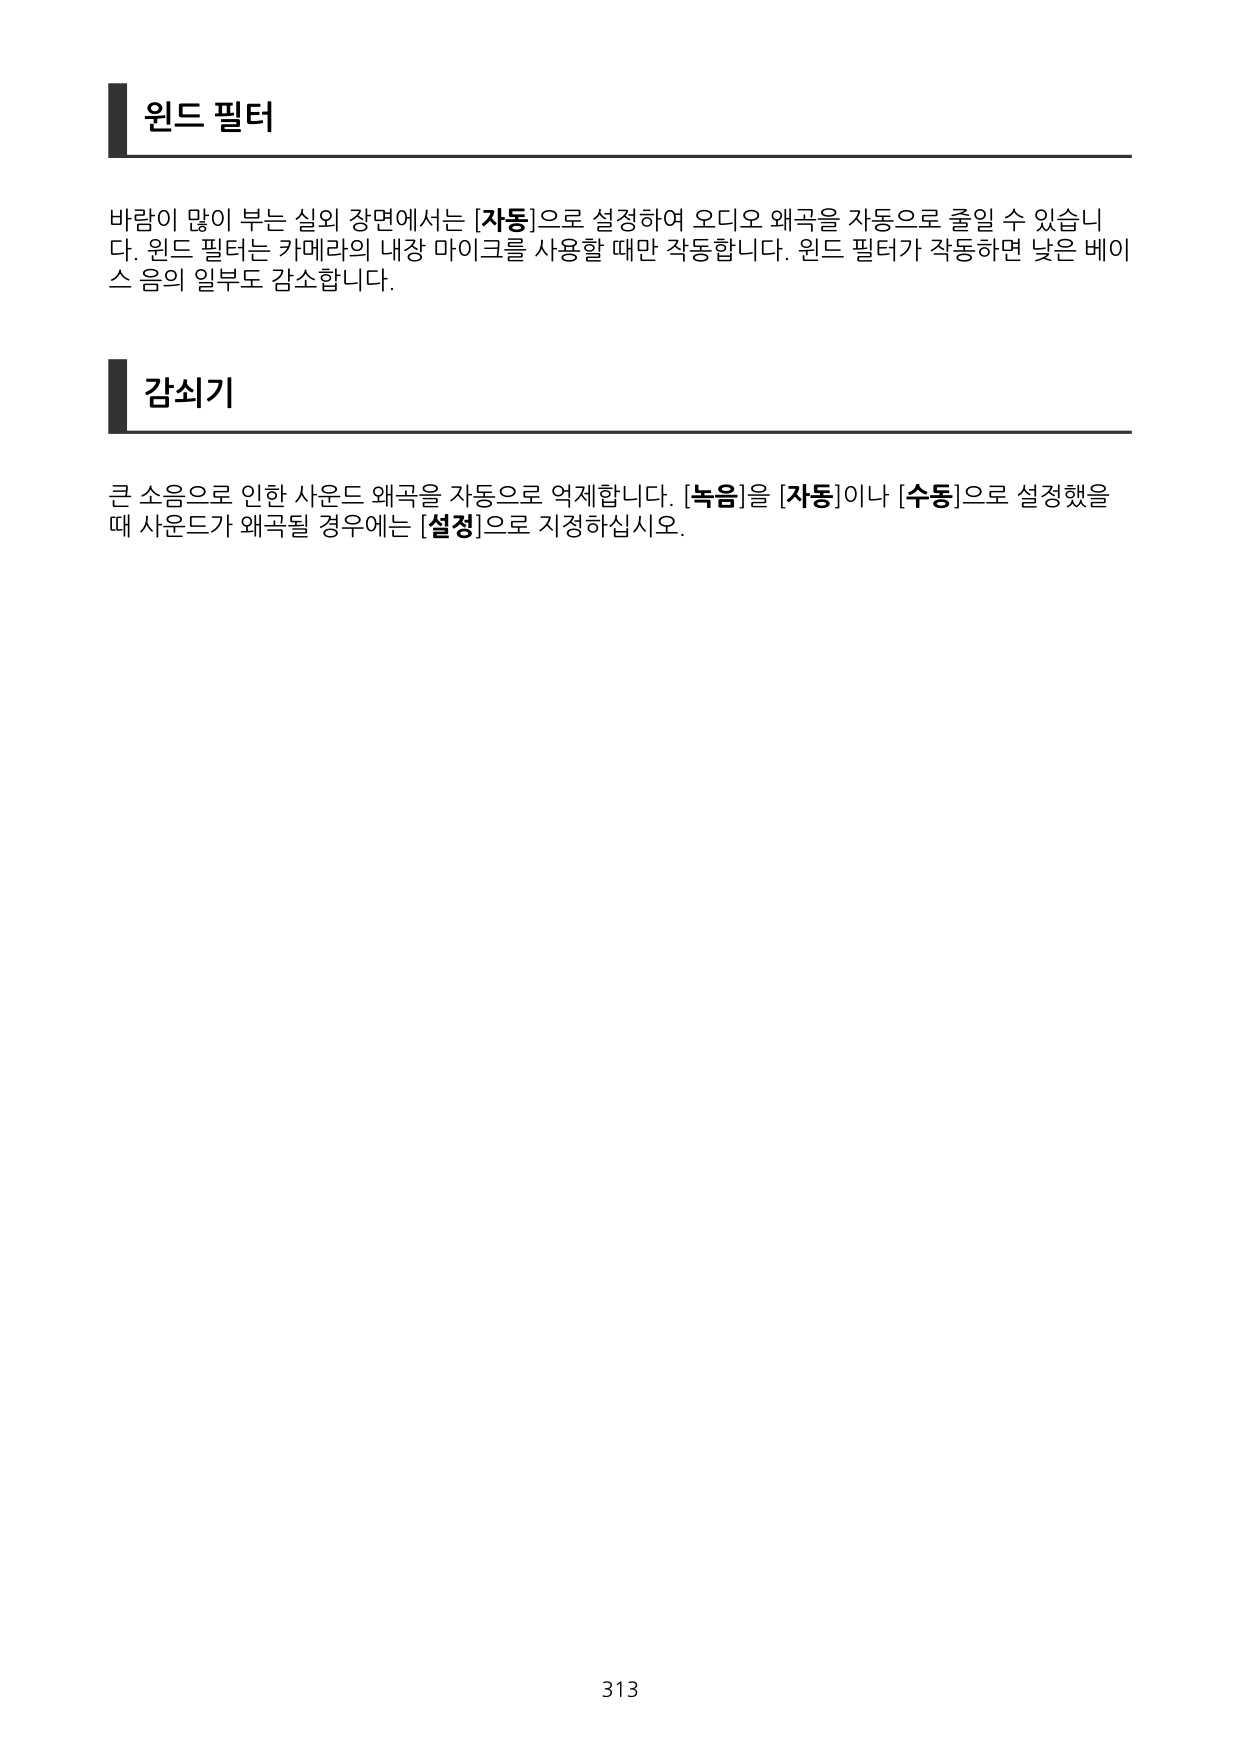 윈드 필터
바람이 많이 부는 실외 장면에서는 [자동]으로 설정하여 오디오 왜곡을 자동으로 줄일 수 있습니
다. 윈드 필터는 카메라의 내장 마이크를 사용할 때만 작동합니다. 윈드 필터가 작동하면 낮은 베이
스 음의 일부도 감소합니다.
감쇠기
큰 소음으로 인한 사운드 왜곡을 자동으로 억제합니다. [녹음]을 [자동]이나 [수동]으로 설정했을
때 사운드가 왜곡될 경우에는 [설정]으로 지정하십시오.
313